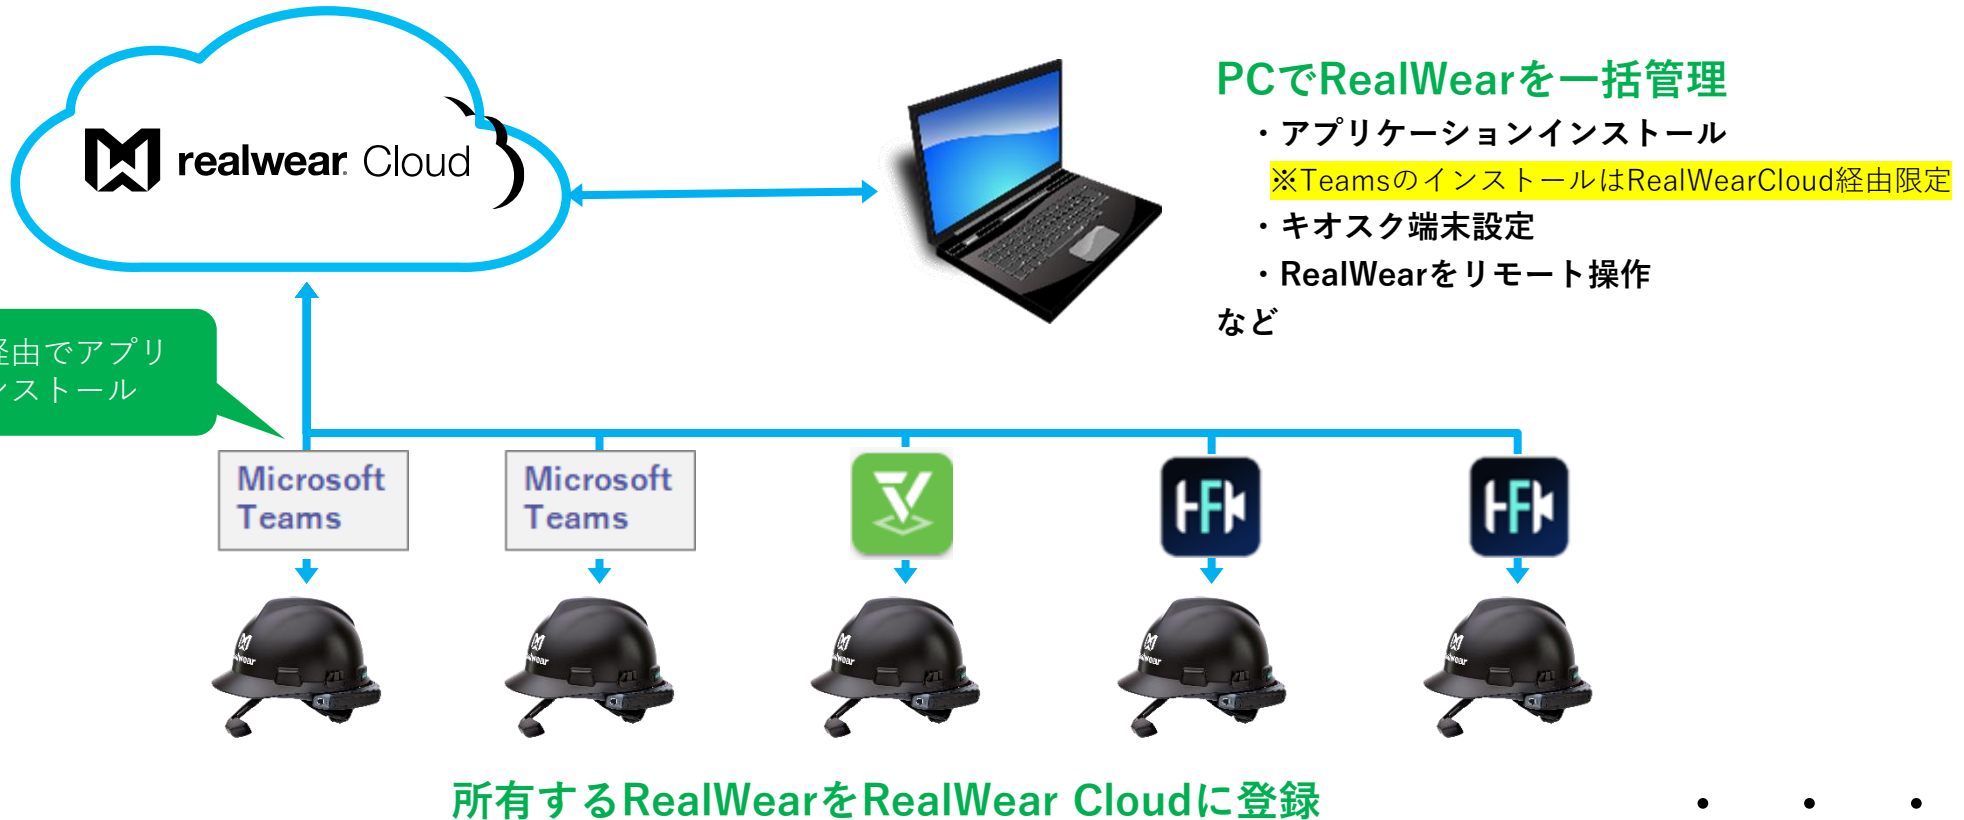 realwear Cloud
PCでRealWearを一括管理
・アプリケーションインストール
※TeamsのインストールはRealWearCloud経由限定
・キオスク端末設定
・RealWearをリモート操作
など
経由でアプリ
ンストール
Microsoft
Teams
Microsoft
Teams
所有するRealWearをRealWear Cloudに登録
・ ・ ・